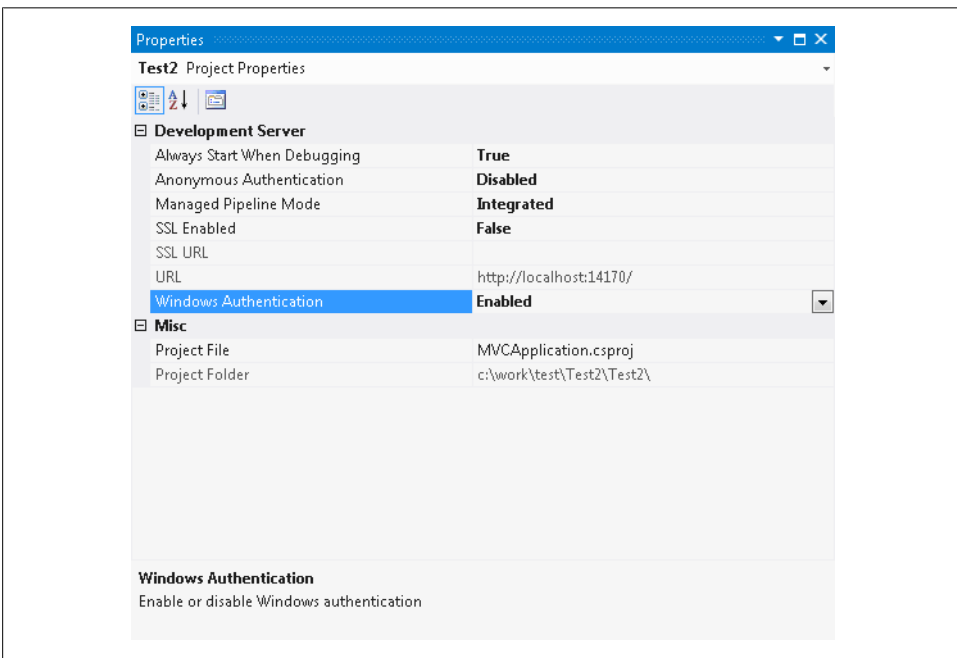 Properties
Test2 Project Properties
Development Server
Always Start When Debugging True
Anonymous Authentication Disabled
Managed Pipeline Mode Integrated
SSL Enabled False
SSL URL
URL http://localhost:14170/
Windows Authentication Enabled
Misc
Project File MVCApplication.csproj
Project Folder c:\work\test\Test2\Test2\
Windows Authentication
Enable or disable Windows authentication